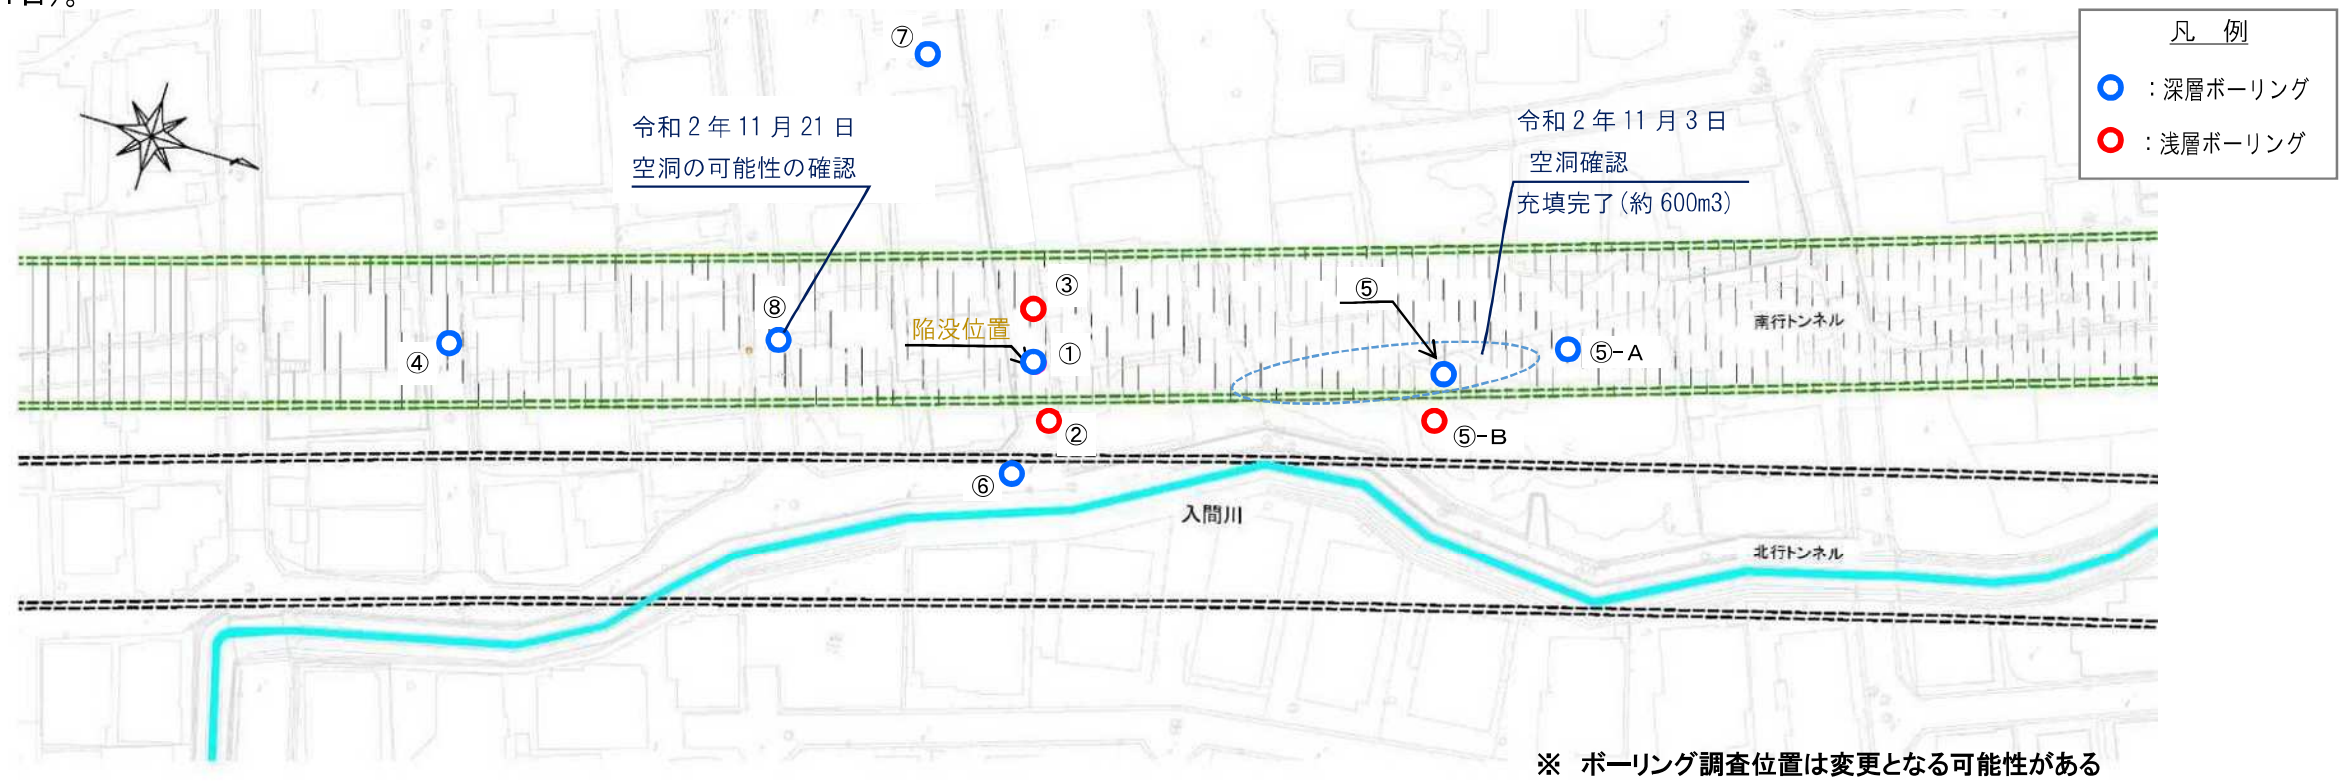 凡 例
：深層ボーリング
：浅層ボーリング
⑦
令和2年11月21日
空洞の可能性の確認
令和2年11月3日
空洞確認
充填完了(約600m3)
③
⑤
⑧
陥没位置
①
④
⑤-A
南行トンネル
②
⑤-B
⑥
入間川
北行トンネル
※ ボーリング調査位置は変更となる可能性がある